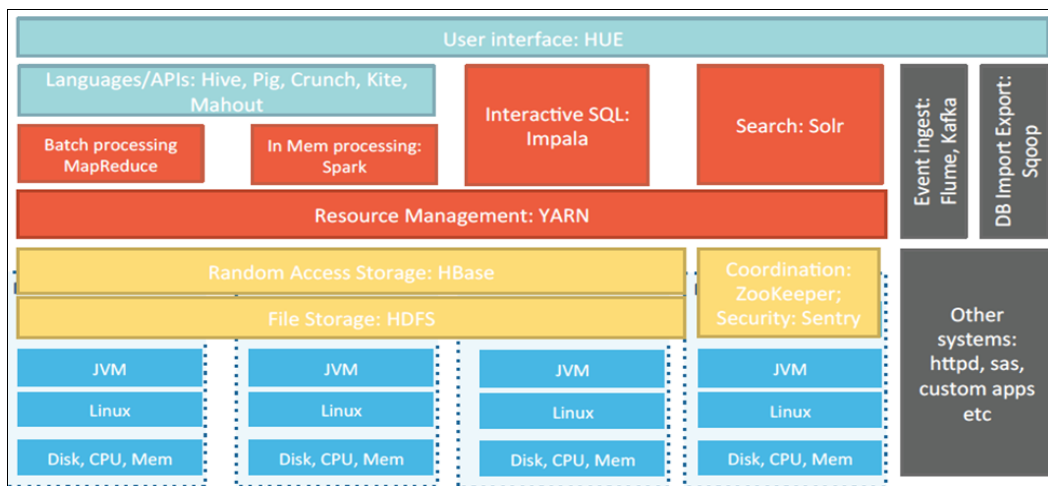 User interface: HUE
Languages/APIs: Hive, Pig, Crunch, Kite,
Mahout
Batch processing
MapReduce
In Mem processing:
Spark
Interactive SQL:
Impala
Search: Solr
Event ingest:
Flume, Kafka
DB Import Export:
Sqoop
Resource Management: YARN
Random Access Storage: HBase
File Storage: HDFS
Coordination:
ZooKeeper;
Security: Sentry
Other
systems:
httpd, sas,
custom apps
etc
JVM
JVM
JVM
JVM
Linux
Linux
Linux
Linux
Disk, CPU, Mem
Disk, CPU, Mem
Disk, CPU, Mem
Disk, CPU, Mem